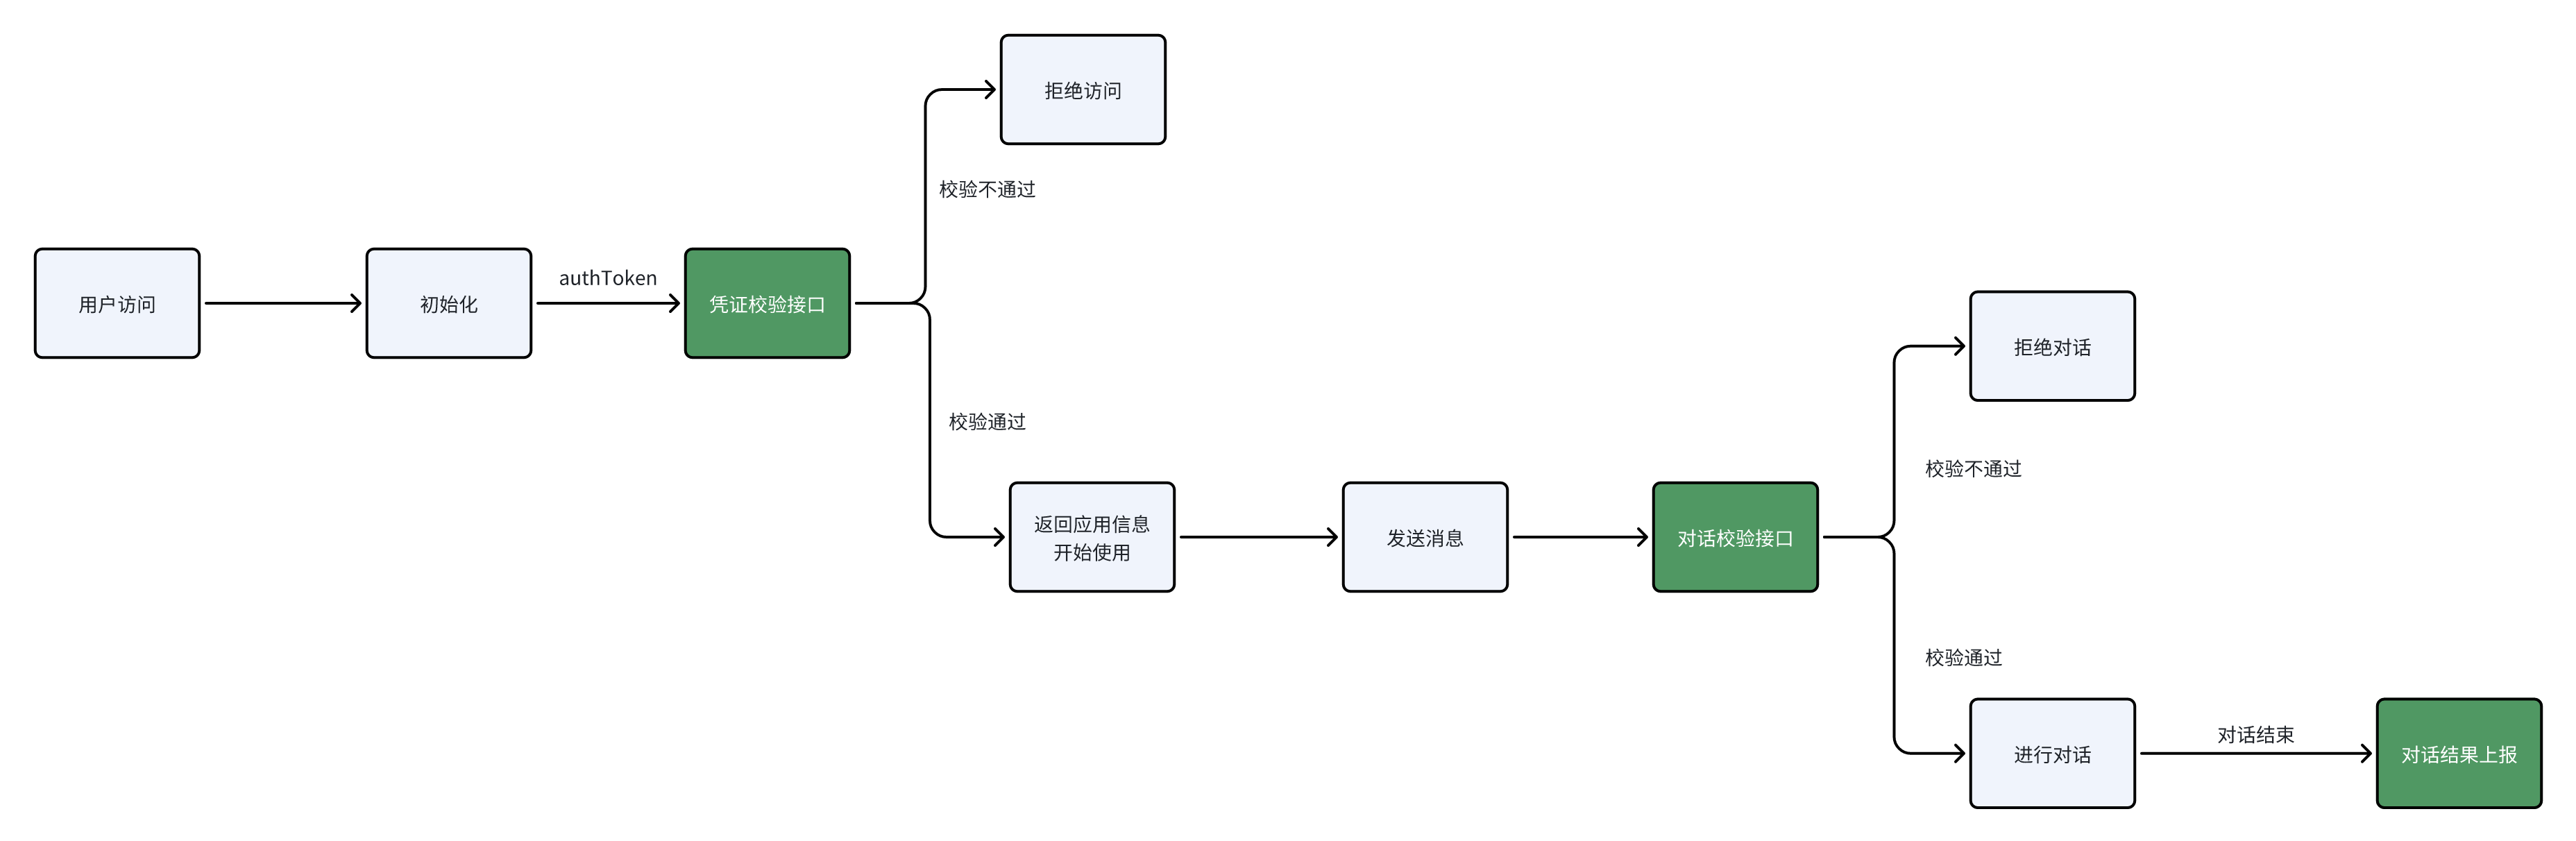 拒绝访问
校验不通过
用户访问
初始化
authToken
凭证校验接口
校验通过
返回应用信息
开始使用
发送消息
对话校验接口
拒绝对话
校验不通过
校验通过
进行对话
对话结束
对话结果上报